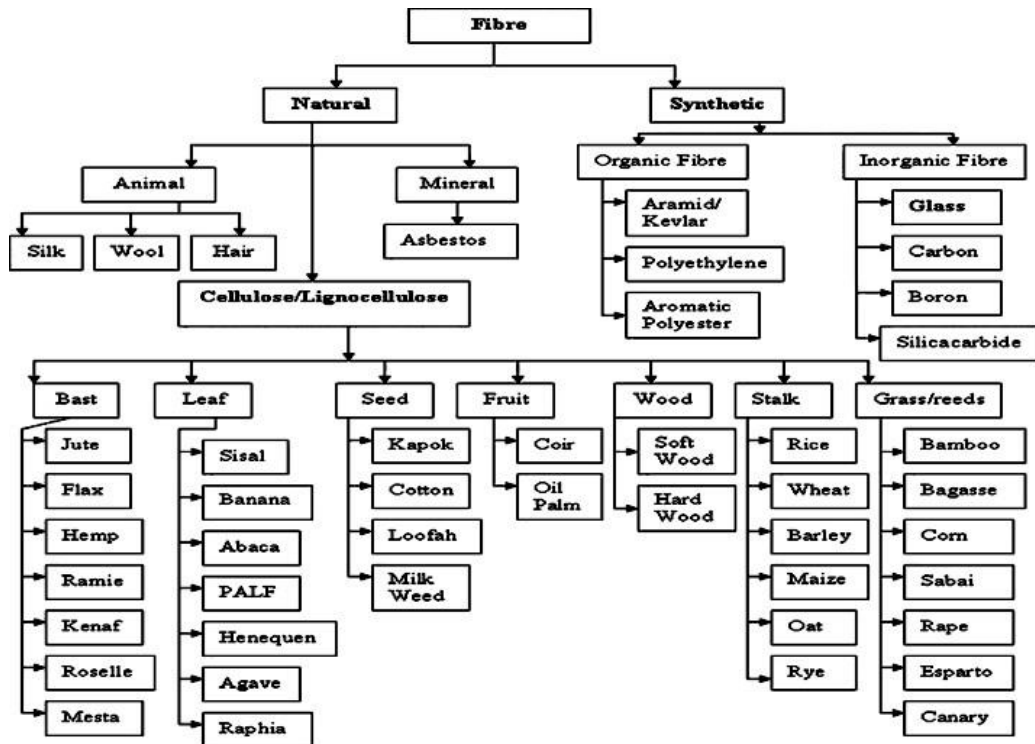 Fibre
Natural
Synthetic
Animal
Mineral
Organic Fibre
Inorganic Fibre
Silk
Wool
Hair
Asbestos
Aramid/
Kevlar
Polyethylene
Aromatic
Polyester
Glass
Carbon
Boron
Silicacarbide
Cellulose/Lignocellulose
Bast
Leaf
Seed
Fruit
Wood
Stalk
Grass/reeds
Jute
Flax
Hemp
Ramie
Kenaf
Roselle
Mesta
Sisal
Banana
Abaca
PALF
Henequen
Agave
Raphia
Kapok
Cotton
Loofah
Milk
Weed
Coir
Oil
Palm
Soft
Wood
Hard
Wood
Rice
Wheat
Barley
Maize
Oat
Rye
Bamboo
Bagasse
Corn
Sabai
Rape
Esparto
Canary